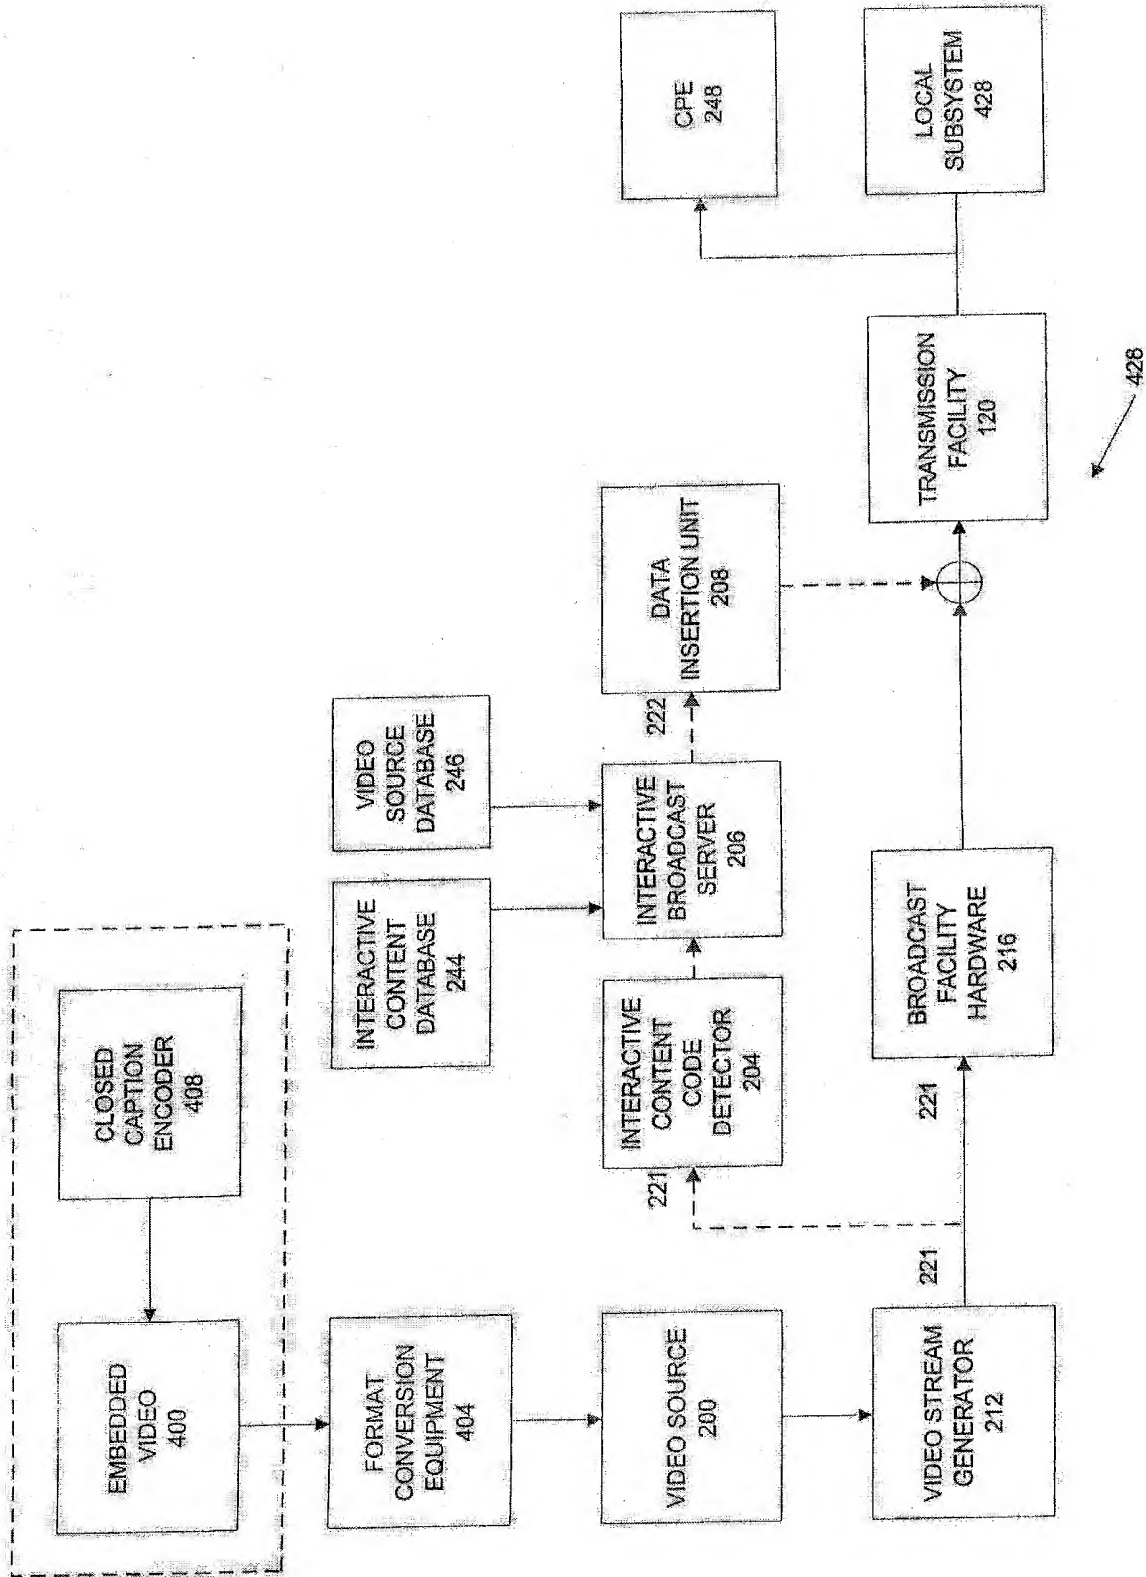 EMBEDDED
VIDEO
400
CLOSED
CAPTION
ENCODER
408
FORMAT
CONVERSION
EQUIPMENT
404
INTERACTIVE
CONTENT
DATABASE
244
VIDEO
SOURCE
DATABASE
246
VIDEO SOURCE
200
221
INTERACTIVE
CONTENT
CODE
DETECTOR
204
INTERACTIVE
BROADCAST
SERVER
206
222
DATA
INSERTION UNIT
208
CPE
248
VIDEO STREAM
GENERATOR
212
221
221
BROADCAST
FACILITY
HARDWARE
216
TRANSMISSION
FACILITY
120
LOCAL
SUBSYSTEM
428
428